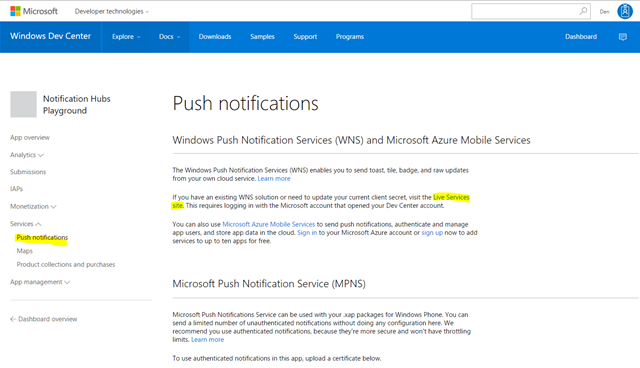 Microsoft
Developer technologies
Dan
Windows Dev Center
Explore
Docs
Downloads
Samples
Support
Programs
Dashboard
Notification Hubs
Playground
App overview
Analytics
Submissions
IAPs
Monetization
Services
Push notifications
Maps
Product collections and purchases
App management
Dashboard overview
Push notifications
Windows Push Notification Services (WNS) and Microsoft Azure Mobile Services
The Windows Push Notification Services (WNS) enables you to send toast, tile, badge, and raw updates
from your own cloud service. Learn more
If you have an existing WNS solution or need to update your current client secret, visit the Live Services
site. This requires logging in with the Microsoft account that opened your Dev Center account.
You can also use Microsoft Azure Mobile Services to send push notifications, authenticate and manage
app users, and store app data in the cloud. Sign in to your Microsoft Azure account or sign up now to add
services to up to ten apps for free.
Microsoft Push Notification Service (MPNS)
Microsoft Push Notifications Service can be used with your .xap packages for Windows Phone. You can
send a limited number of unauthenticated notifications without doing any configuration here. We
recommend you use authenticated notifications, because they're more secure and won't have throttling
limits. Learn more
To use authenticated notifications in this app, upload a certificate below.